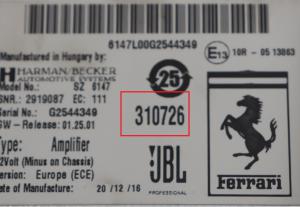 6147L00G2544349
Manufactured in Hungary by:
HARMAN/BECKER
AUTOMOTIVE SYSTEMS
E13 10R - 05 13863
25
Model No.: SZ 6147
SNR.: 2919087 EC: 111
Serial No.: G2544349
SW - Release: 01.25.01
310726
Type: Amplifier
12Volt (Minus on Chassis)
Version: Europe (ECE)
JBL
PROFESSIONAL
Ferrari
Date of Manufacture: 20/12/16